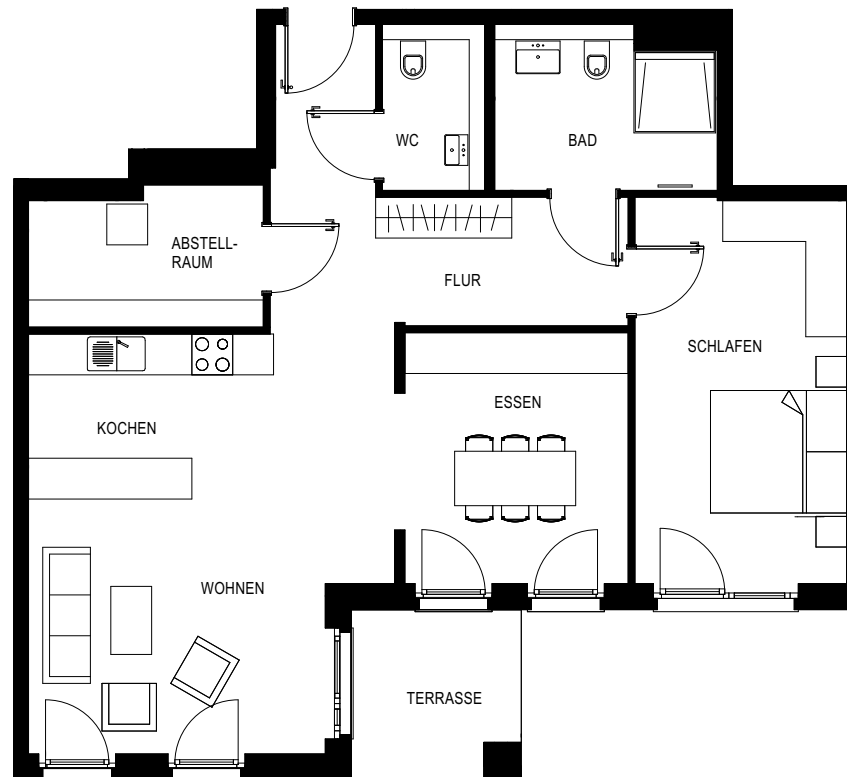 WC
BAD
ABSTELL-
RAUM
FLUR
SCHLAFEN
ESSEN
KOCHEN
WOHNEN
TERRASSE